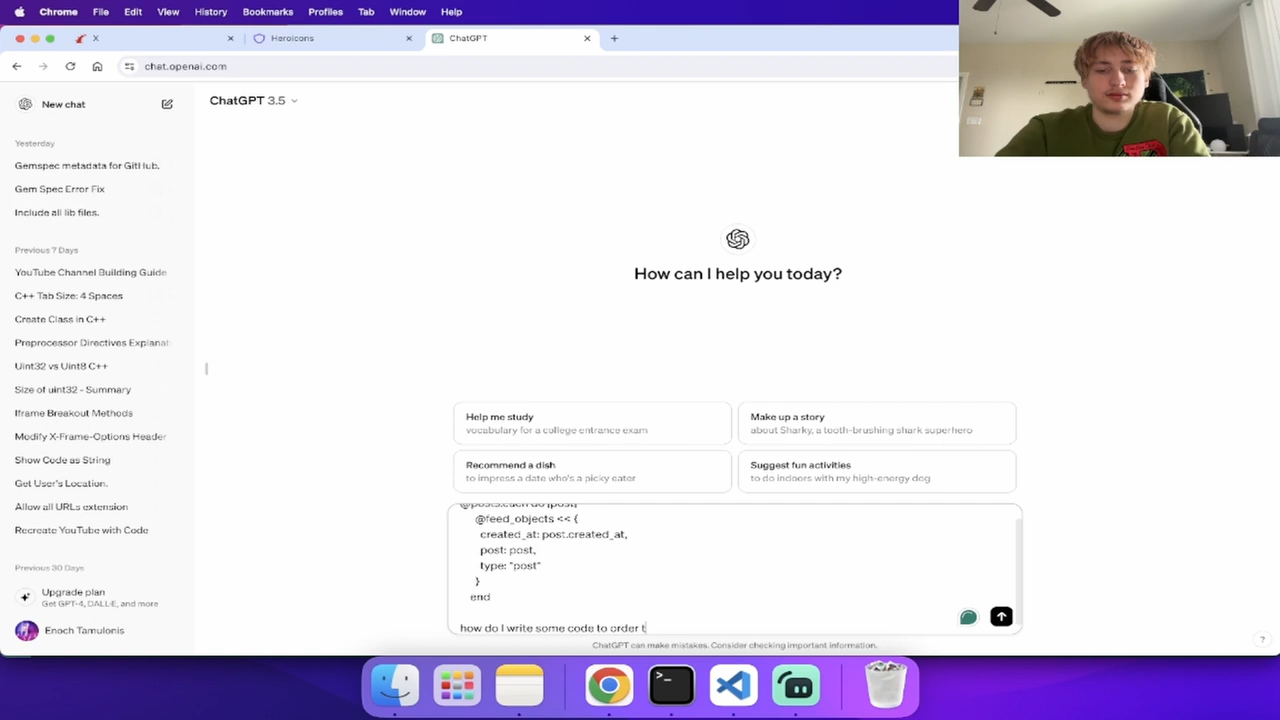 Chrome File Edit View History Bookmarks Profiles Tab Window Help
Heroicons
ChatGPT
chat.openai.com
New chat
ChatGPT 3.5
Yesterday
Gemspec metadata for GitHub.
Gem Spec Error Fix
Include all lib files.
Previous 7 Days
YouTube Channel Building Guide
C++ Tab Size: 4 Spaces
Create Class in C++
Preprocessor Directives Explanat
Uint32 vs Uint8 C++
Size of uint32 - Summary
Iframe Breakout Methods
Modify X-Frame-Options Header
Show Code as String
Get User's Location.
Allow all URLs extension
Recreate YouTube with Code
Previous 30 Days
Upgrade plan
Get GPT-4, DALL·E, and more
Enoch Tamulonis
How can I help you today?
Help me study
vocabulary for a college entrance exam
Make up a story
about Sharky, a tooth-brushing shark superhero
Recommend a dish
to impress a date who's a picky eater
Suggest fun activities
to do indoors with my high-energy dog
@posts.each do |post|
@feed_objects << {
created_at: post.created_at,
post: post,
type: "post"
}
end
how do I write some code to order t
ChatGPT can make mistakes. Consider checking important information.
?